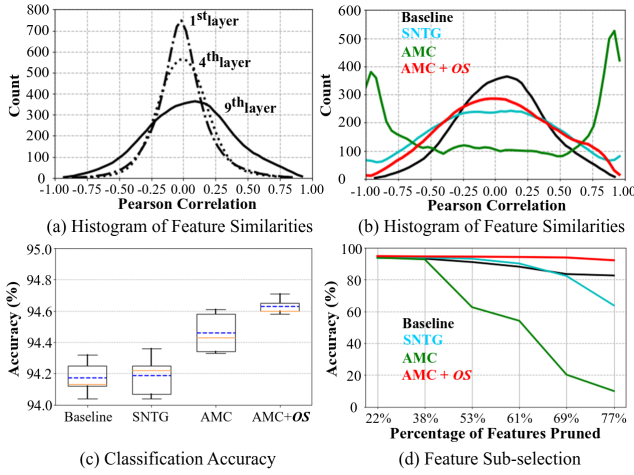 800
700
600
500
400
300
200
100
0
Count
1st layer
4th layer
9th layer
-1.00 -0.75 -0.50 -0.25 0.00 0.25 0.50 0.75 1.00
Pearson Correlation
(a) Histogram of Feature Similarities
600
500
400
300
200
100
0
Count
Baseline
SNTG
AMC
AMC + OS
-1.00 -0.75 -0.50 -0.25 0.00 0.25 0.50 0.75 1.00
Pearson Correlation
(b) Histogram of Feature Similarities
95.0
94.8
94.6
94.4
94.2
94.0
Accuracy (%)
Baseline SNTG AMC AMC+OS
(c) Classification Accuracy
100
80
60
40
20
0
Accuracy (%)
Baseline
SNTG
AMC
AMC + OS
22% 38% 53% 61% 69% 77%
Percentage of Features Pruned
(d) Feature Sub-selection